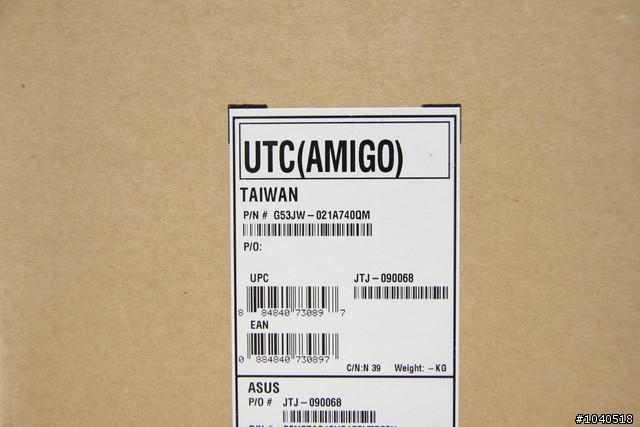 UTC(AMIGO)
TAIWAN
P/N # G53JW-021A740QM
P/O:
UPC JTJ-090068
8 84840 73089 7
EAN
0 884840 730897
C/N:N 39 Weight: -KG
ASUS
P/O # JTJ-090068
#1040518